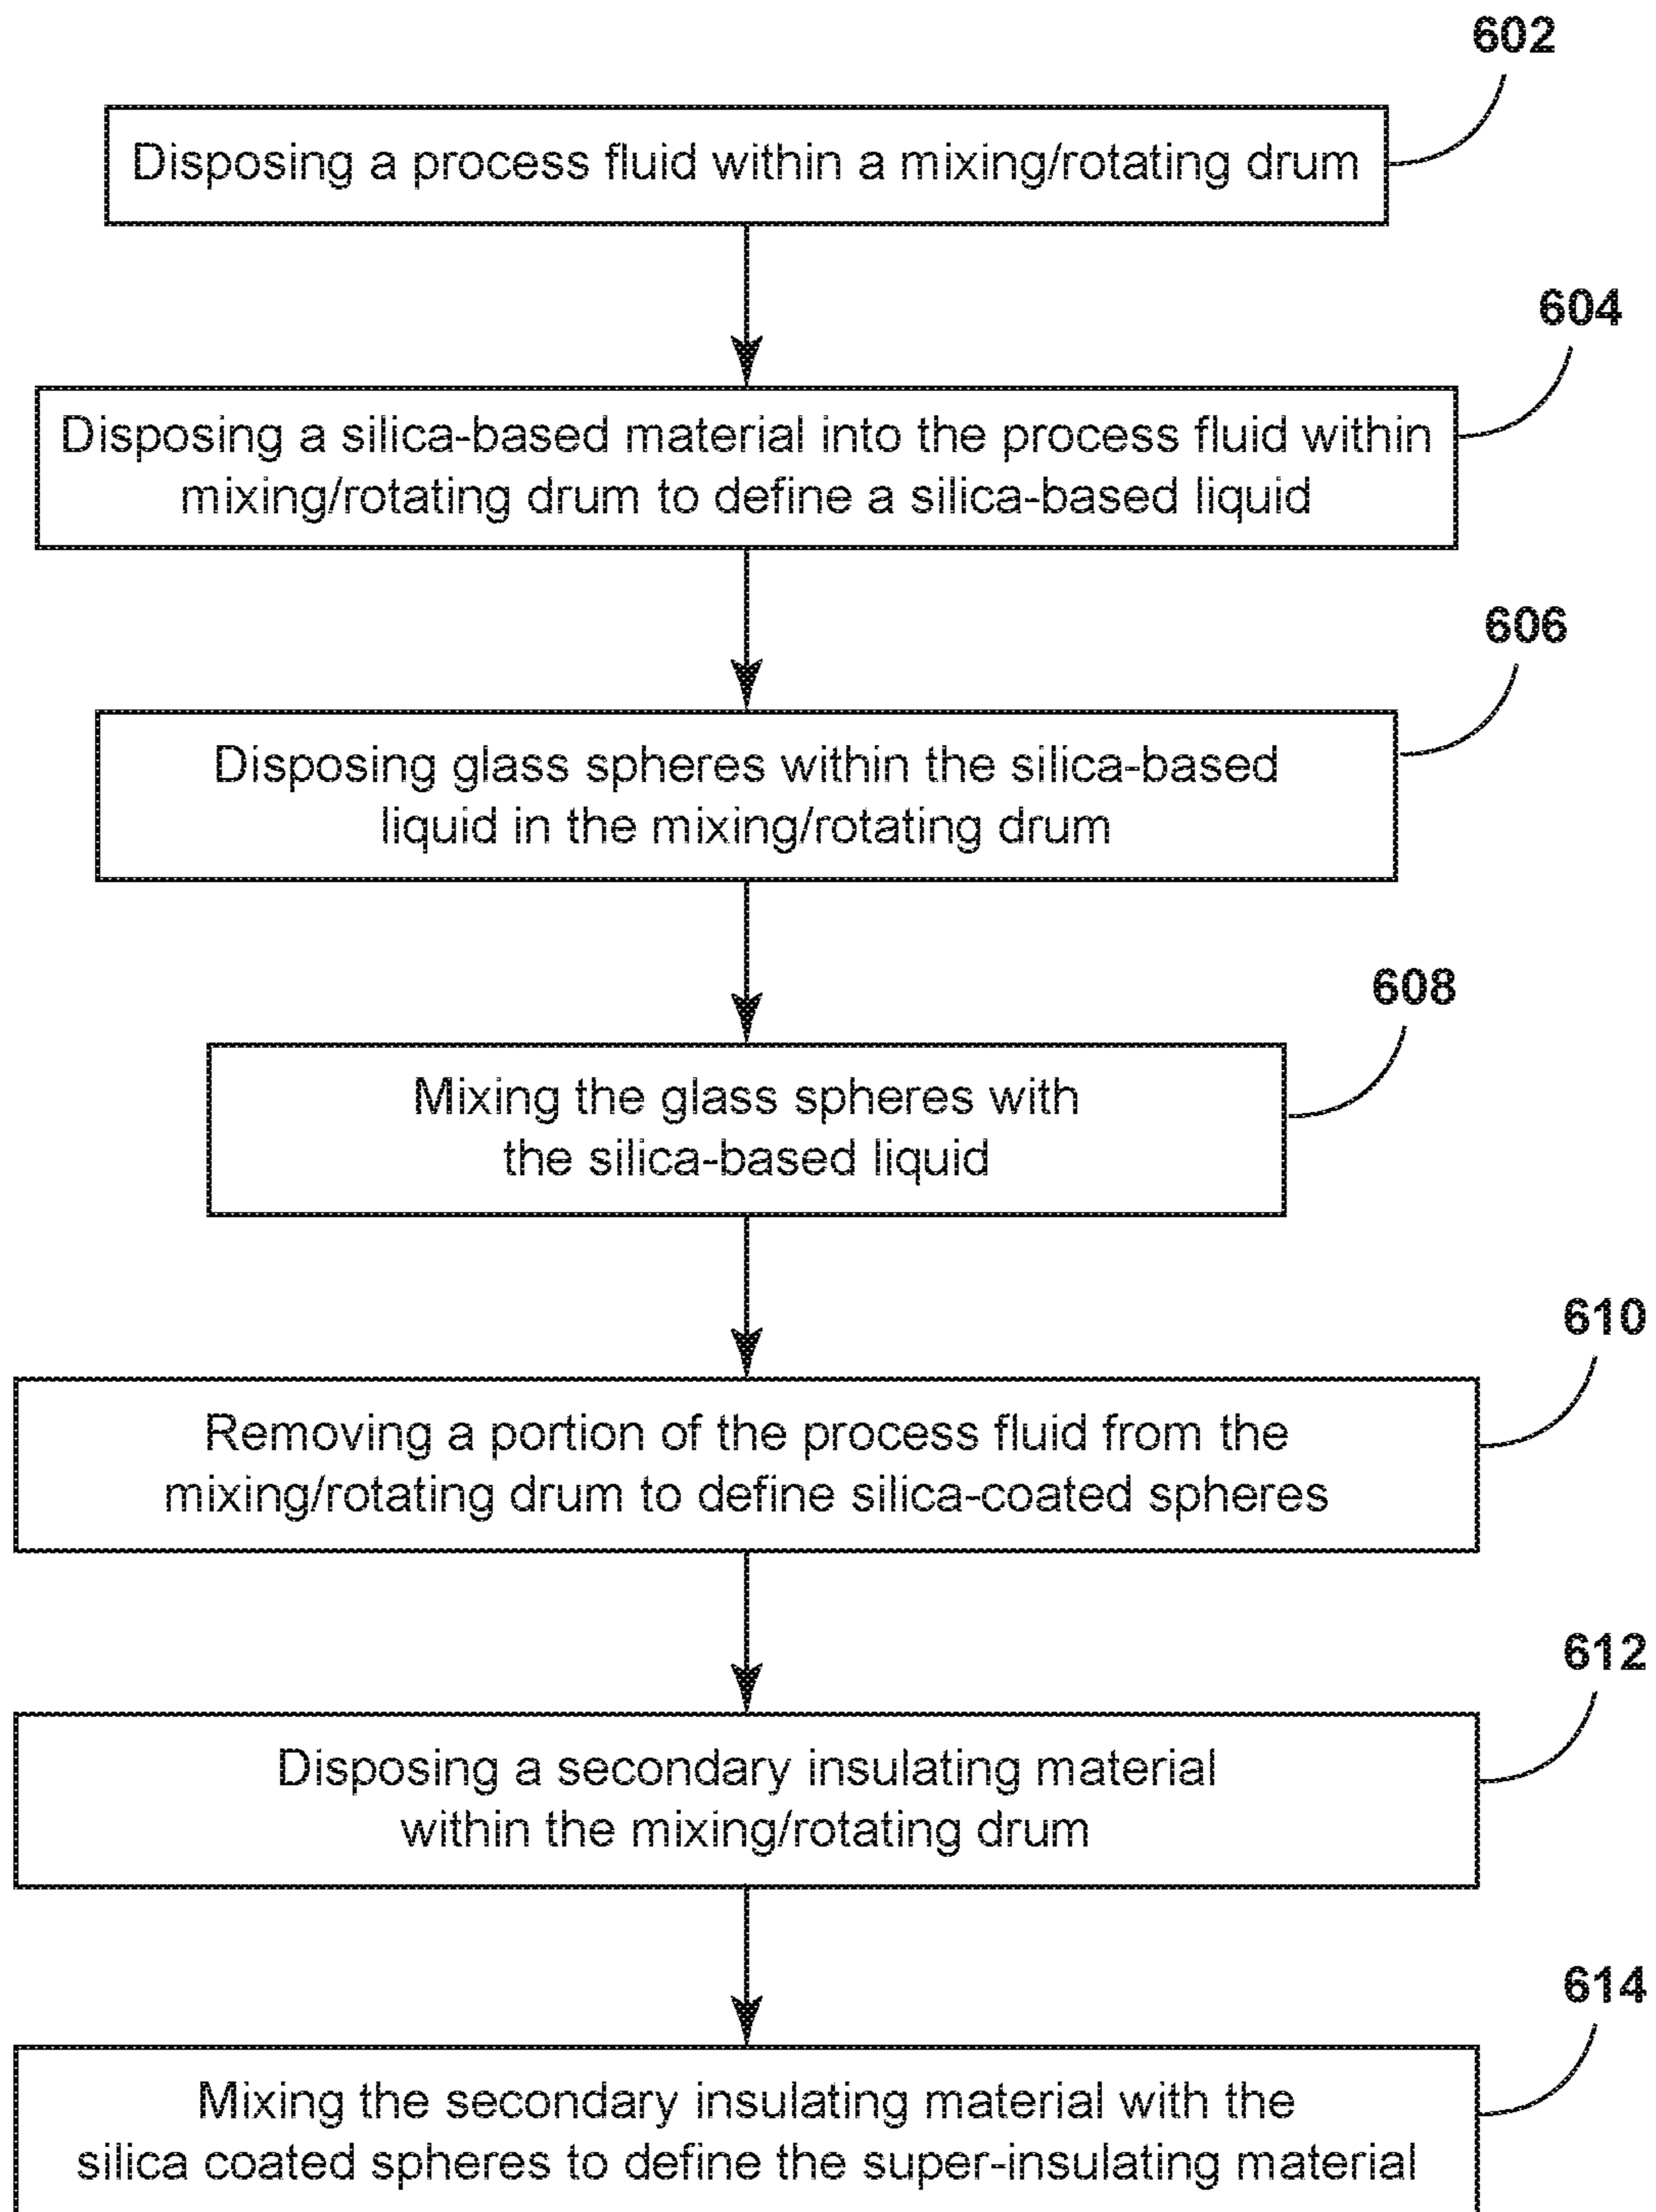 602
Disposing a process fluid within a mixing/rotating drum
604
Disposing a silica-based material into the process fluid within
mixing/rotating drum to define a silica-based liquid
606
Disposing glass spheres within the silica-based
liquid in the mixing/rotating drum
608
Mixing the glass spheres with
the silica-based liquid
610
Removing a portion of the process fluid from the
mixing/rotating drum to define silica-coated spheres
612
Disposing a secondary insulating material
within the mixing/rotating drum
614
Mixing the secondary insulating material with the
silica coated spheres to define the super-insulating material